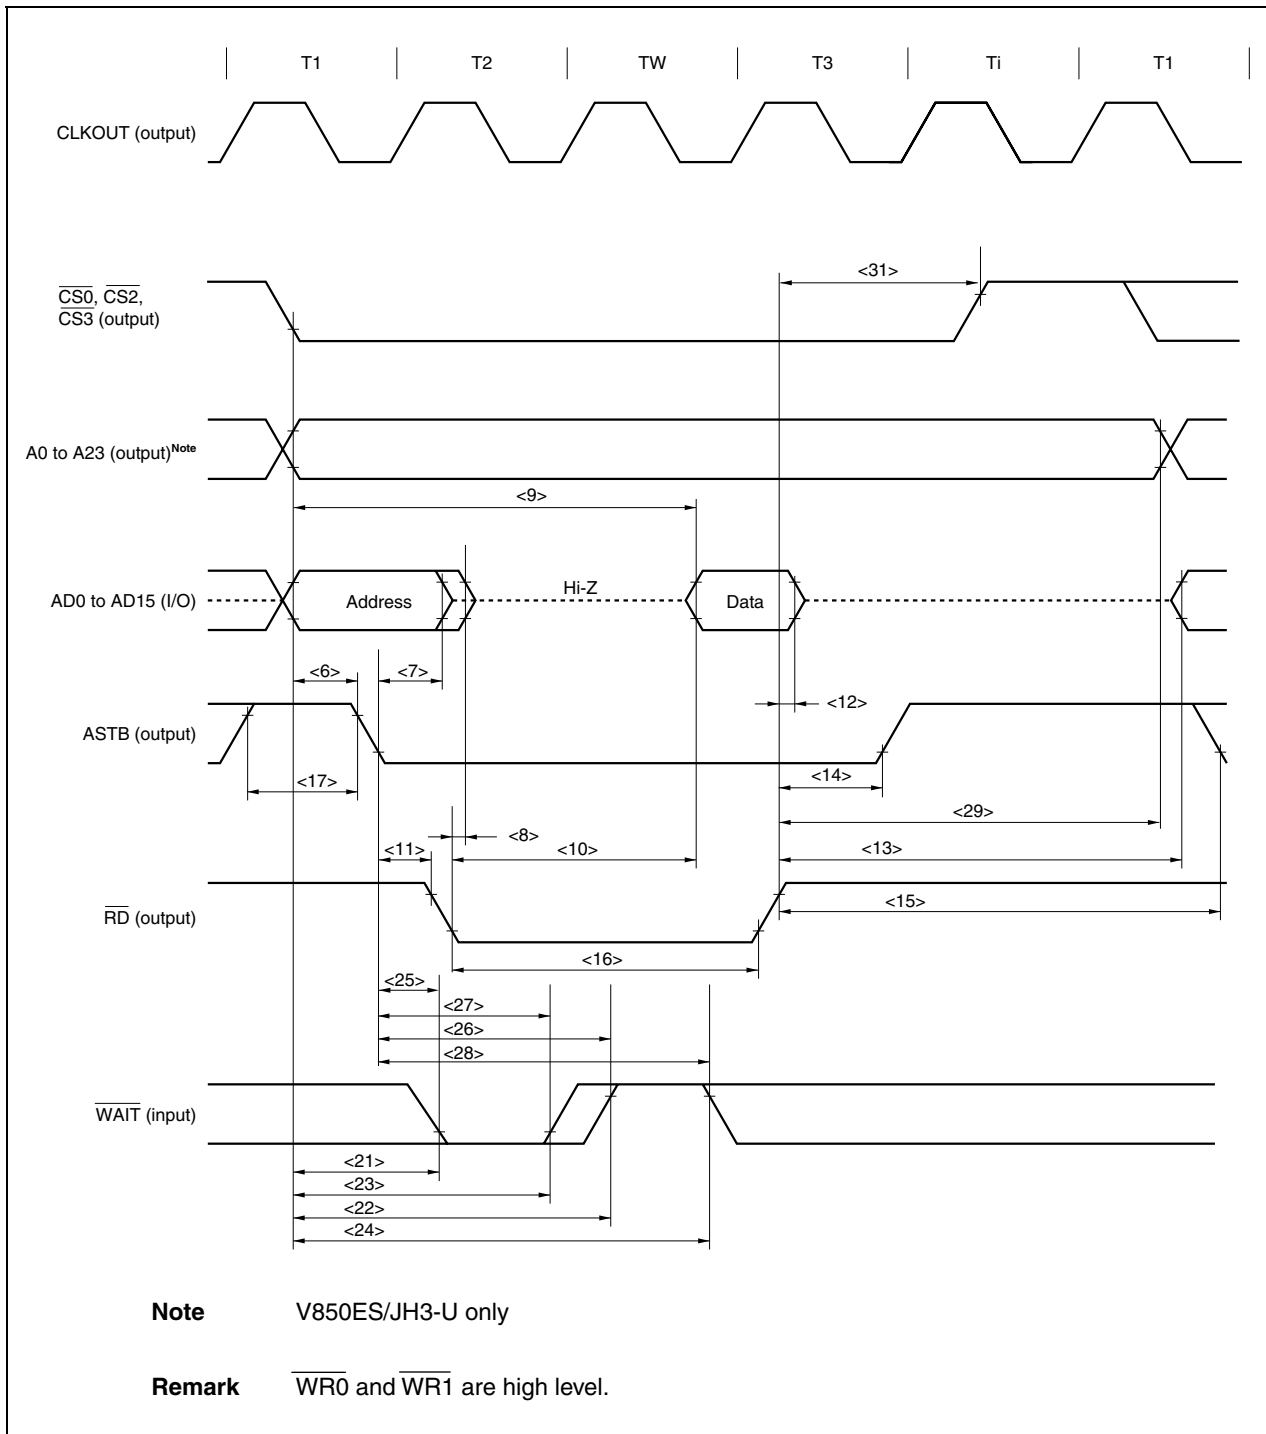 T1 T2 TW T3 Ti T1
CLKOUT (output)
<31>
CS0, CS2,
CS3 (output)
A0 to A23 (output)Note
<9>
Hi-Z
AD0 to AD15 (I/O)
Address
Data
<6> <7>
<12>
ASTB (output)
<17>
<14>
<29>
<8>
<11>
<10>
<13>
<15>
RD (output)
<16>
<25>
<27>
<26>
<28>
WAIT (input)
<21>
<23>
<22>
<24>
Note V850ES/JH3-U only
Remark WR0 and WR1 are high level.